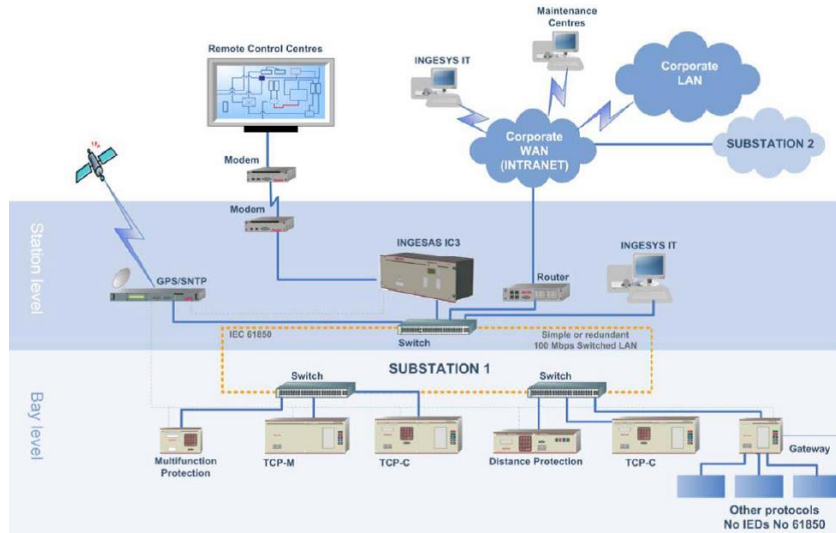 Maintenance
Centres
Remote Control Centres
INGESYS IT
Corporate
LAN
Corporate
WAN
(INTRANET)
SUBSTATION 2
Modem
Modem
Station level
INGESAS IC3
INGESYS IT
GPS/SNTP
Router
IEC 61850
Switch
Simple or redundant
100 Mbps Switched LAN
SUBSTATION 1
Bay level
Switch
Switch
Multifunction
Protection
TCP-M
TCP-C
Distance Protection
TCP-C
Gateway
Other protocols
No IEDs No 61850